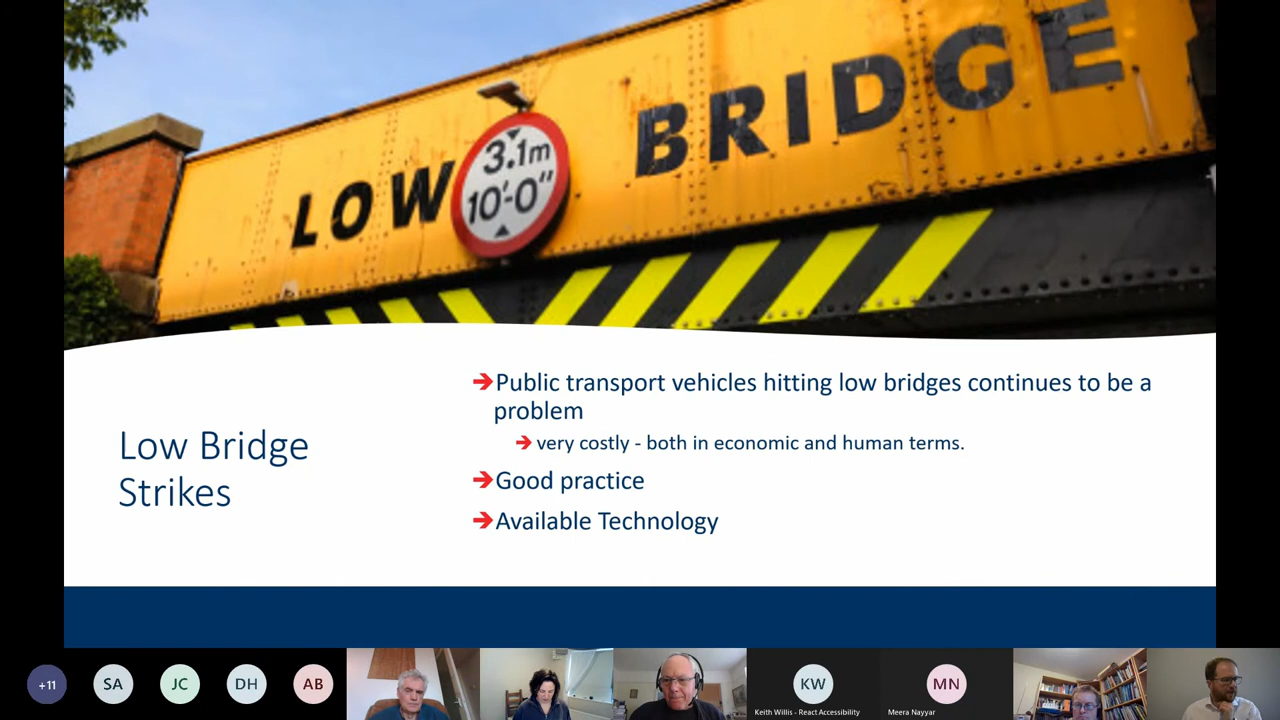 LOW BRIDGE
3.1m
10'-0"
Low Bridge
Strikes
➔Public transport vehicles hitting low bridges continues to be a
problem
➔very costly - both in economic and human terms.
➔Good practice
➔Available Technology
+11
SA
JC
DH
AB
KW
Keith Willis - React Accessibility
MN
Meera Nayyar